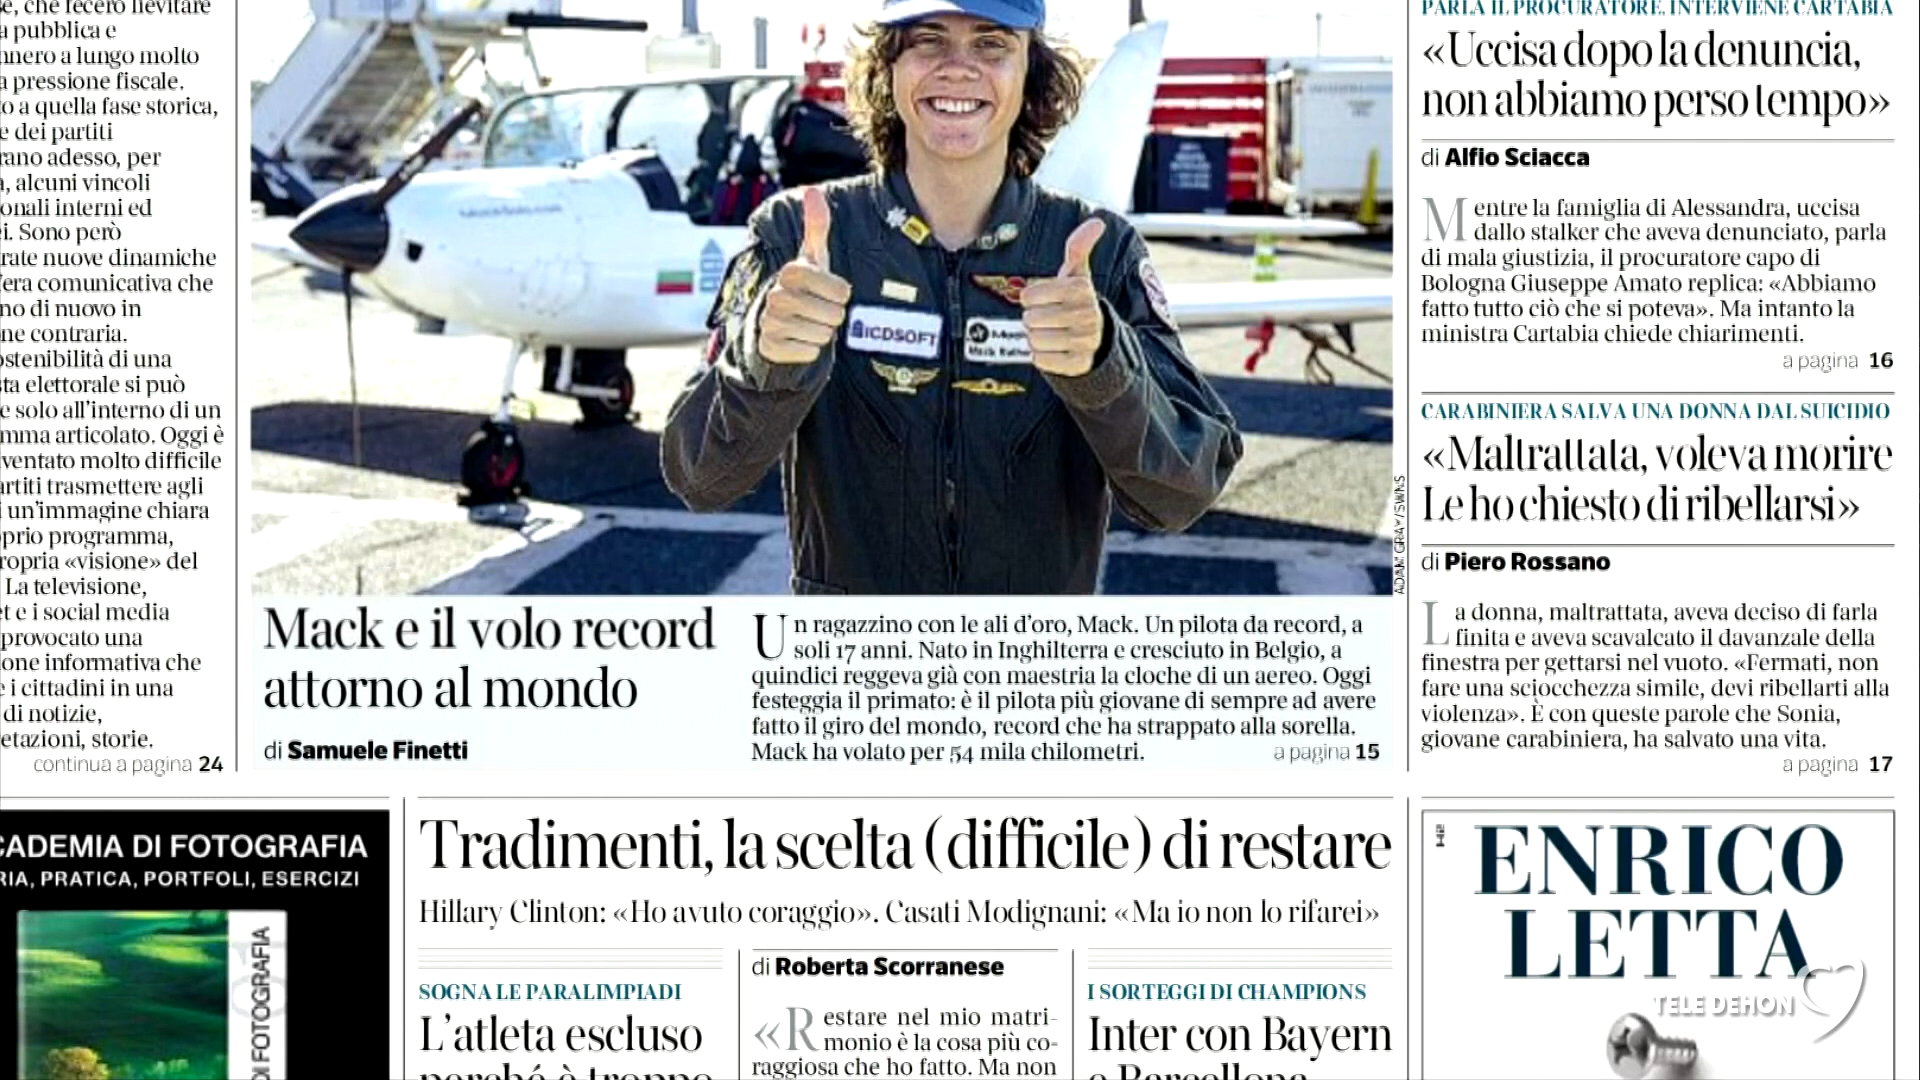 se, che fecero lievitare
a pubblica e
nnero a lungo molto
a pressione fiscale.
to a quella fase storica,
e dei partiti
rano adesso, per
a, alcuni vincoli
onali interni ed
ei. Sono però
rate nuove dinamiche
fera comunicativa che
no di nuovo in
ne contraria.
ostenibilità di una
sta elettorale si può
e solo all'interno di un
mma articolato. Oggi è
ventato molto difficile
artiti trasmettere agli
i un'immagine chiara
oprio programma,
ropria «visione» del
La televisione,
et e i social media
provocato una
one informativa che
e i cittadini in una
di notizie,
etazioni, storie.
continua a pagina 24
ICDSOFT
ADAM GRAY/SWNS
Mack e il volo record
attorno al mondo
di Samuele Finetti
Un ragazzino con le ali d'oro, Mack. Un pilota da record, a
soli 17 anni. Nato in Inghilterra e cresciuto in Belgio, a
quindici reggeva già con maestria la cloche di un aereo. Oggi
festeggia il primato: è il pilota più giovane di sempre ad avere
fatto il giro del mondo, record che ha strappato alla sorella.
Mack ha volato per 54 mila chilometri.
a pagina 15
PARLA IL PROCURATORE. INTERVIENE CARTABIA
«Uccisa dopo la denuncia,
non abbiamo perso tempo»
di Alfio Sciacca
Mentre la famiglia di Alessandra, uccisa
dallo stalker che aveva denunciato, parla
di mala giustizia, il procuratore capo di
Bologna Giuseppe Amato replica: «Abbiamo
fatto tutto ciò che si poteva». Ma intanto la
ministra Cartabia chiede chiarimenti.
a pagina 16
CARABINIERA SALVA UNA DONNA DAL SUICIDIO
«Maltrattata, voleva morire
Le ho chiesto di ribellarsi»
di Piero Rossano
La donna, maltrattata, aveva deciso di farla
finita e aveva scavalcato il davanzale della
finestra per gettarsi nel vuoto. «Fermati, non
fare una sciocchezza simile, devi ribellarti alla
violenza». È con queste parole che Sonia,
giovane carabiniera, ha salvato una vita.
a pagina 17
CADEMIA DI FOTOGRAFIA
RIA, PRATICA, PORTFOLI, ESERCIZI
DI FOTOGRAFIA
Tradimenti, la scelta (difficile) di restare
Hillary Clinton: «Ho avuto coraggio». Casati Modignani: «Ma io non lo rifarei»
SOGNA LE PARALIMPIADI
L'atleta escluso
perché è troppo
di Roberta Scorranese
«Restare nel mio matri-
monio è la cosa più co-
raggiosa che ho fatto. Ma non
I SORTEGGI DI CHAMPIONS
Inter con Bayern
e Barcellona
ENRICO
LETTA
TELE DEHON